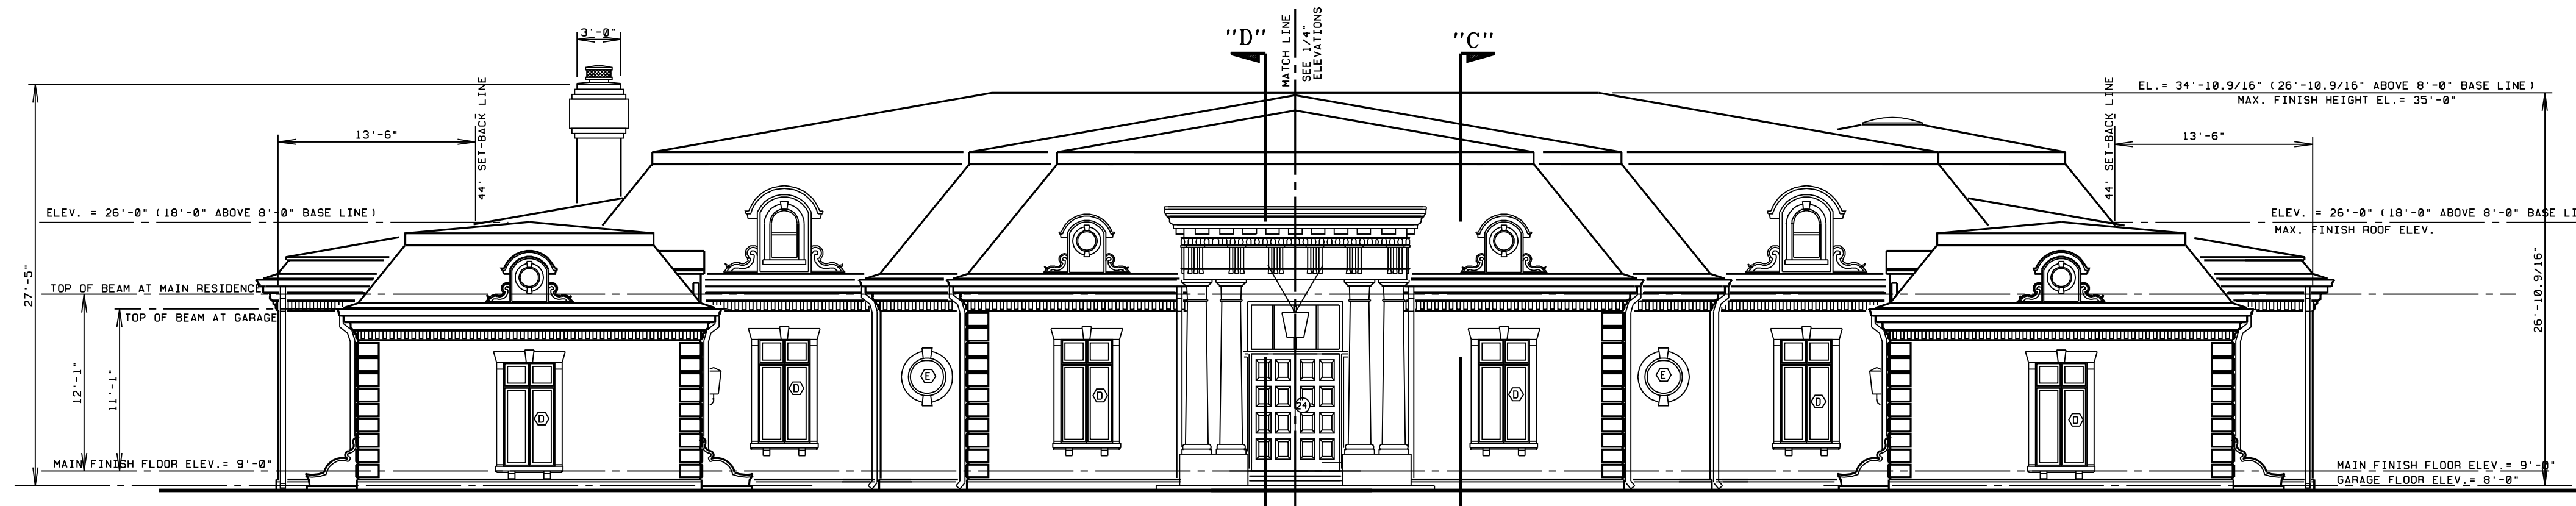 3'-0"
"D"
MATCH LINE
SEE 1/4"
ELEVATIONS
"C"
44' SET-BACK LINE
44' SET-BACK LINE
EL.= 34'-10.9/16" (26'-10.9/16" ABOVE 8'-0" BASE LINE)
MAX. FINISH HEIGHT EL.= 35'-0"
13'-6"
13'-6"
ELEV. = 26'-0" (18'-0" ABOVE 8'-0" BASE LINE)
ELEV. = 26'-0" (18'-0" ABOVE 8'-0" BASE LI
MAX. FINISH ROOF ELEV.
27'-5"
26'-10.9/16"
TOP OF BEAM AT MAIN RESIDENCE
TOP OF BEAM AT GARAGE
12'-1"
11'-1"
D
D
E
D
24
D
E
D
D
MAIN FINISH FLOOR ELEV.= 9'-0"
MAIN FINISH FLOOR ELEV.= 9'-0"
GARAGE FLOOR ELEV.= 8'-0"